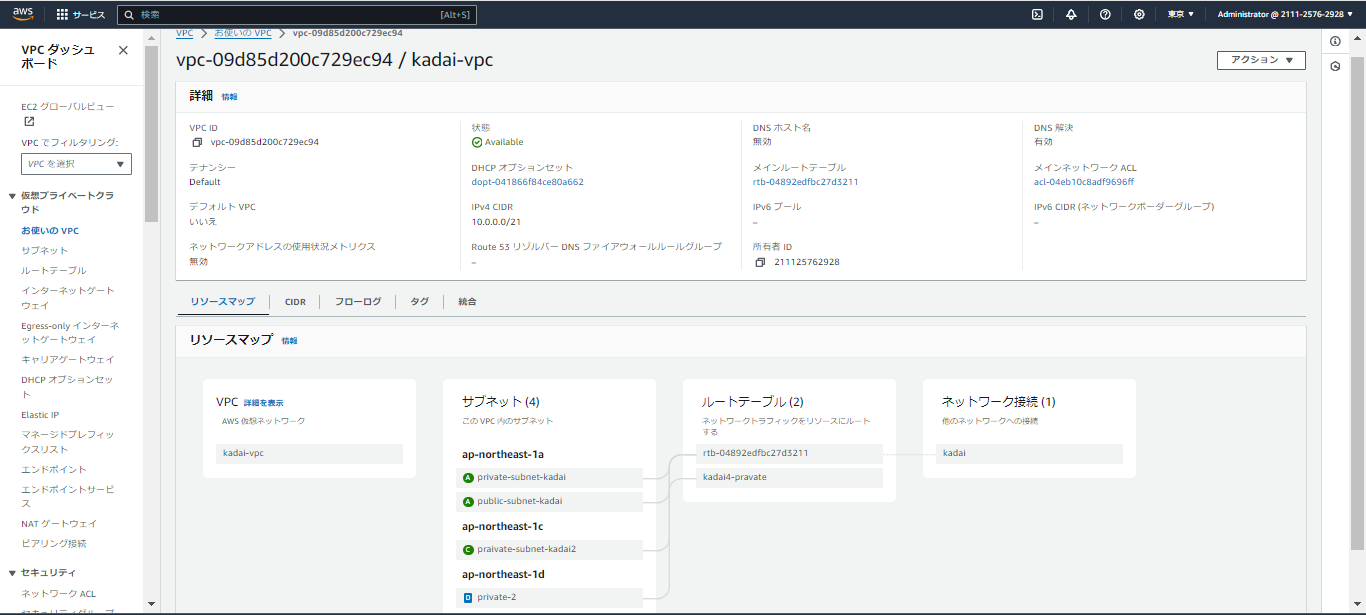 aws サービス 検索 [Alt+S] 東京 ▼ Administrator @ 2111-2576-2928 ▼
VPC ダッシュボード
EC2 グローバルビュー
VPC でフィルタリング:
VPC を選択
仮想プライベートクラウド
お使いの VPC
サブネット
ルートテーブル
インターネットゲートウェイ
Egress-only インターネットゲートウェイ
キャリアゲートウェイ
DHCP オプションセット
Elastic IP
マネージドプレフィックスリスト
エンドポイント
エンドポイントサービス
NAT ゲートウェイ
ピアリング接続
セキュリティ
ネットワーク ACL
VPC > お使いの VPC > vpc-09d85d200c729ec94
vpc-09d85d200c729ec94 / kadai-vpc
アクション ▼
詳細 情報
VPC ID
vpc-09d85d200c729ec94
状態
Available
DNS ホスト名
無効
DNS 解決
有効
テナンシー
Default
DHCP オプションセット
dopt-041866f84ce80a662
メインルートテーブル
rtb-04892edfbc27d3211
メインネットワーク ACL
acl-04eb10c8adf9696ff
デフォルト VPC
いいえ
IPv4 CIDR
10.0.0.0/21
IPv6 プール
–
IPv6 CIDR (ネットワークボーダーグループ)
–
ネットワークアドレスの使用状況メトリクス
無効
Route 53 リゾルバー DNS ファイアウォールルールグループ
–
所有者 ID
211125762928
リソースマップ CIDR フローログ タグ 統合
リソースマップ 情報
VPC 詳細を表示
AWS 仮想ネットワーク
kadai-vpc
サブネット (4)
この VPC 内のサブネット
ap-northeast-1a
A private-subnet-kadai
A public-subnet-kadai
ap-northeast-1c
C praivate-subnet-kadai2
ap-northeast-1d
D private-2
ルートテーブル (2)
ネットワークトラフィックをリソースにルート
する
rtb-04892edfbc27d3211
kadai4-pravate
ネットワーク接続 (1)
他のネットワークへの接続
kadai